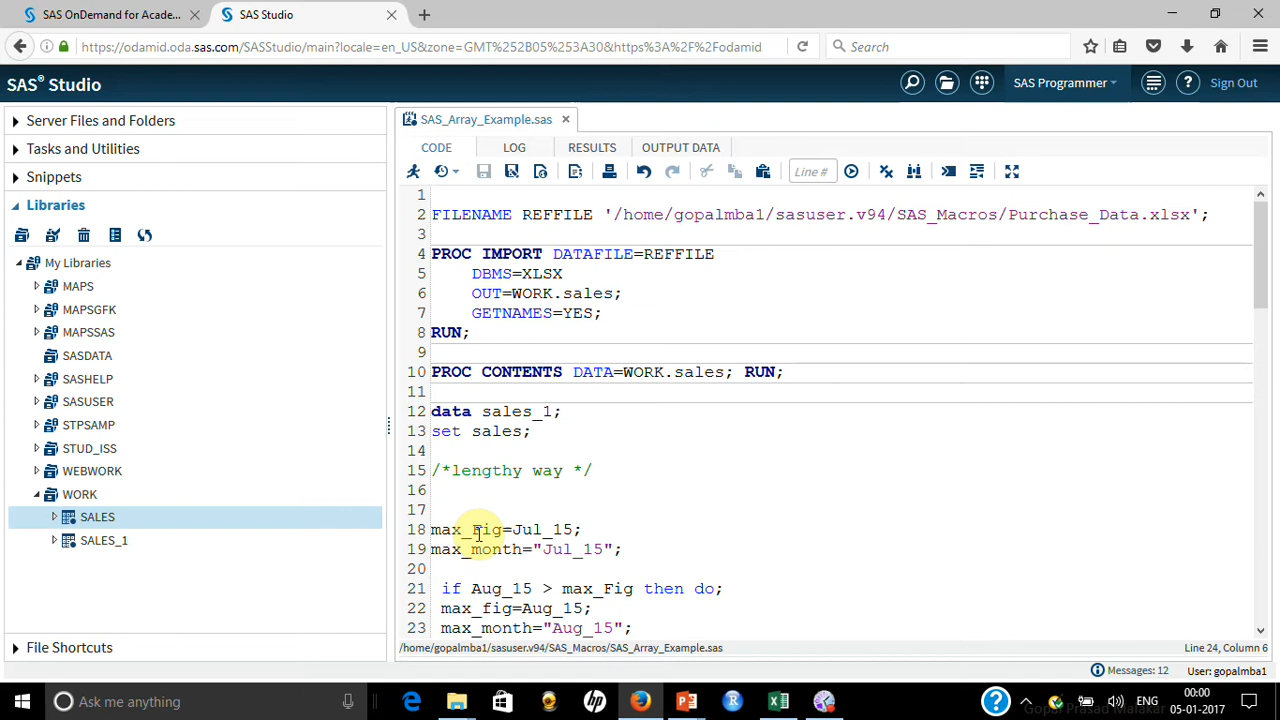 SAS OnDemand for Acade...
SAS Studio
https://odamid.oda.sas.com/SASStudio/main?locale=en_US&zone=GMT%252B05%253A30&https%3A%2F%2Fodamid
Search
SAS® Studio
SAS Programmer
Sign Out
Server Files and Folders
Tasks and Utilities
Snippets
Libraries
My Libraries
MAPS
MAPSGFK
MAPSSAS
SASDATA
SASHELP
SASUSER
STPSAMP
STUD_ISS
WEBWORK
WORK
SALES
SALES_1
File Shortcuts
SAS_Array_Example.sas
CODE LOG RESULTS OUTPUT DATA
Line #
1
2 FILENAME REFFILE '/home/gopalmba1/sasuser.v94/SAS_Macros/Purchase_Data.xlsx';
3
4 PROC IMPORT DATAFILE=REFFILE
5 DBMS=XLSX
6 OUT=WORK.sales;
7 GETNAMES=YES;
8 RUN;
9
10 PROC CONTENTS DATA=WORK.sales; RUN;
11
12 data sales_1;
13 set sales;
14
15 /*lengthy way */
16
17
18 max_Fig=Jul_15;
19 max_month="Jul_15";
20
21 if Aug_15 > max_Fig then do;
22 max_fig=Aug_15;
23 max_month="Aug_15";
/home/gopalmba1/sasuser.v94/SAS_Macros/SAS_Array_Example.sas
Line 24, Column 6
Messages: 12
User: gopalmba1
Ask me anything
ENG
00:00
05-01-2017
Gopal Prasad Malakar